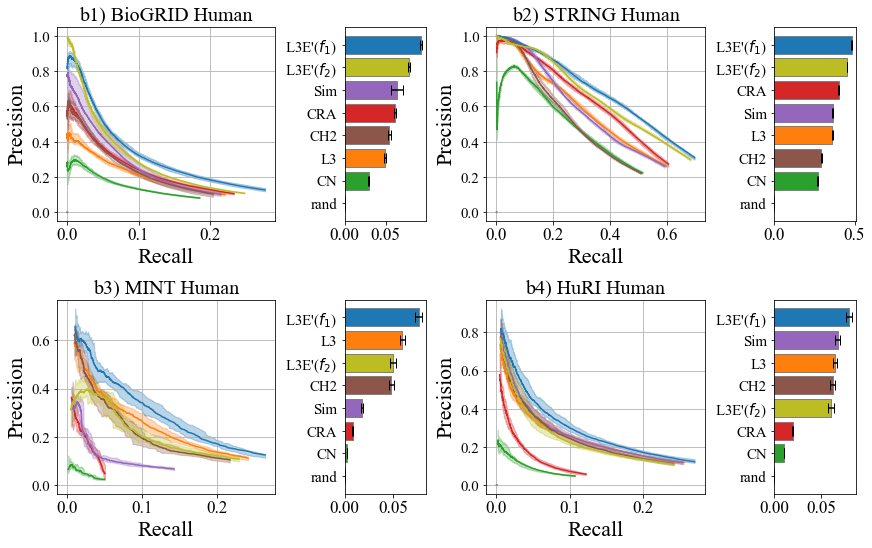 b1) BioGRID Human
Precision
1.0
0.8
0.6
0.4
0.2
0.0
0.0 0.1 0.2
Recall
L3E'(f₁)
L3E'(f₂)
Sim
CRA
CH2
L3
CN
rand
0.00 0.05
b2) STRING Human
Precision
1.0
0.8
0.6
0.4
0.2
0.0
0.0 0.2 0.4 0.6
Recall
L3E'(f₁)
L3E'(f₂)
CRA
Sim
L3
CH2
CN
rand
0.0 0.5
b3) MINT Human
Precision
0.6
0.4
0.2
0.0
0.0 0.1 0.2
Recall
L3E'(f₁)
L3
L3E'(f₂)
CH2
Sim
CRA
CN
rand
0.00 0.05
b4) HuRI Human
Precision
0.8
0.6
0.4
0.2
0.0
0.0 0.1 0.2
Recall
L3E'(f₁)
Sim
L3
CH2
L3E'(f₂)
CRA
CN
rand
0.00 0.05